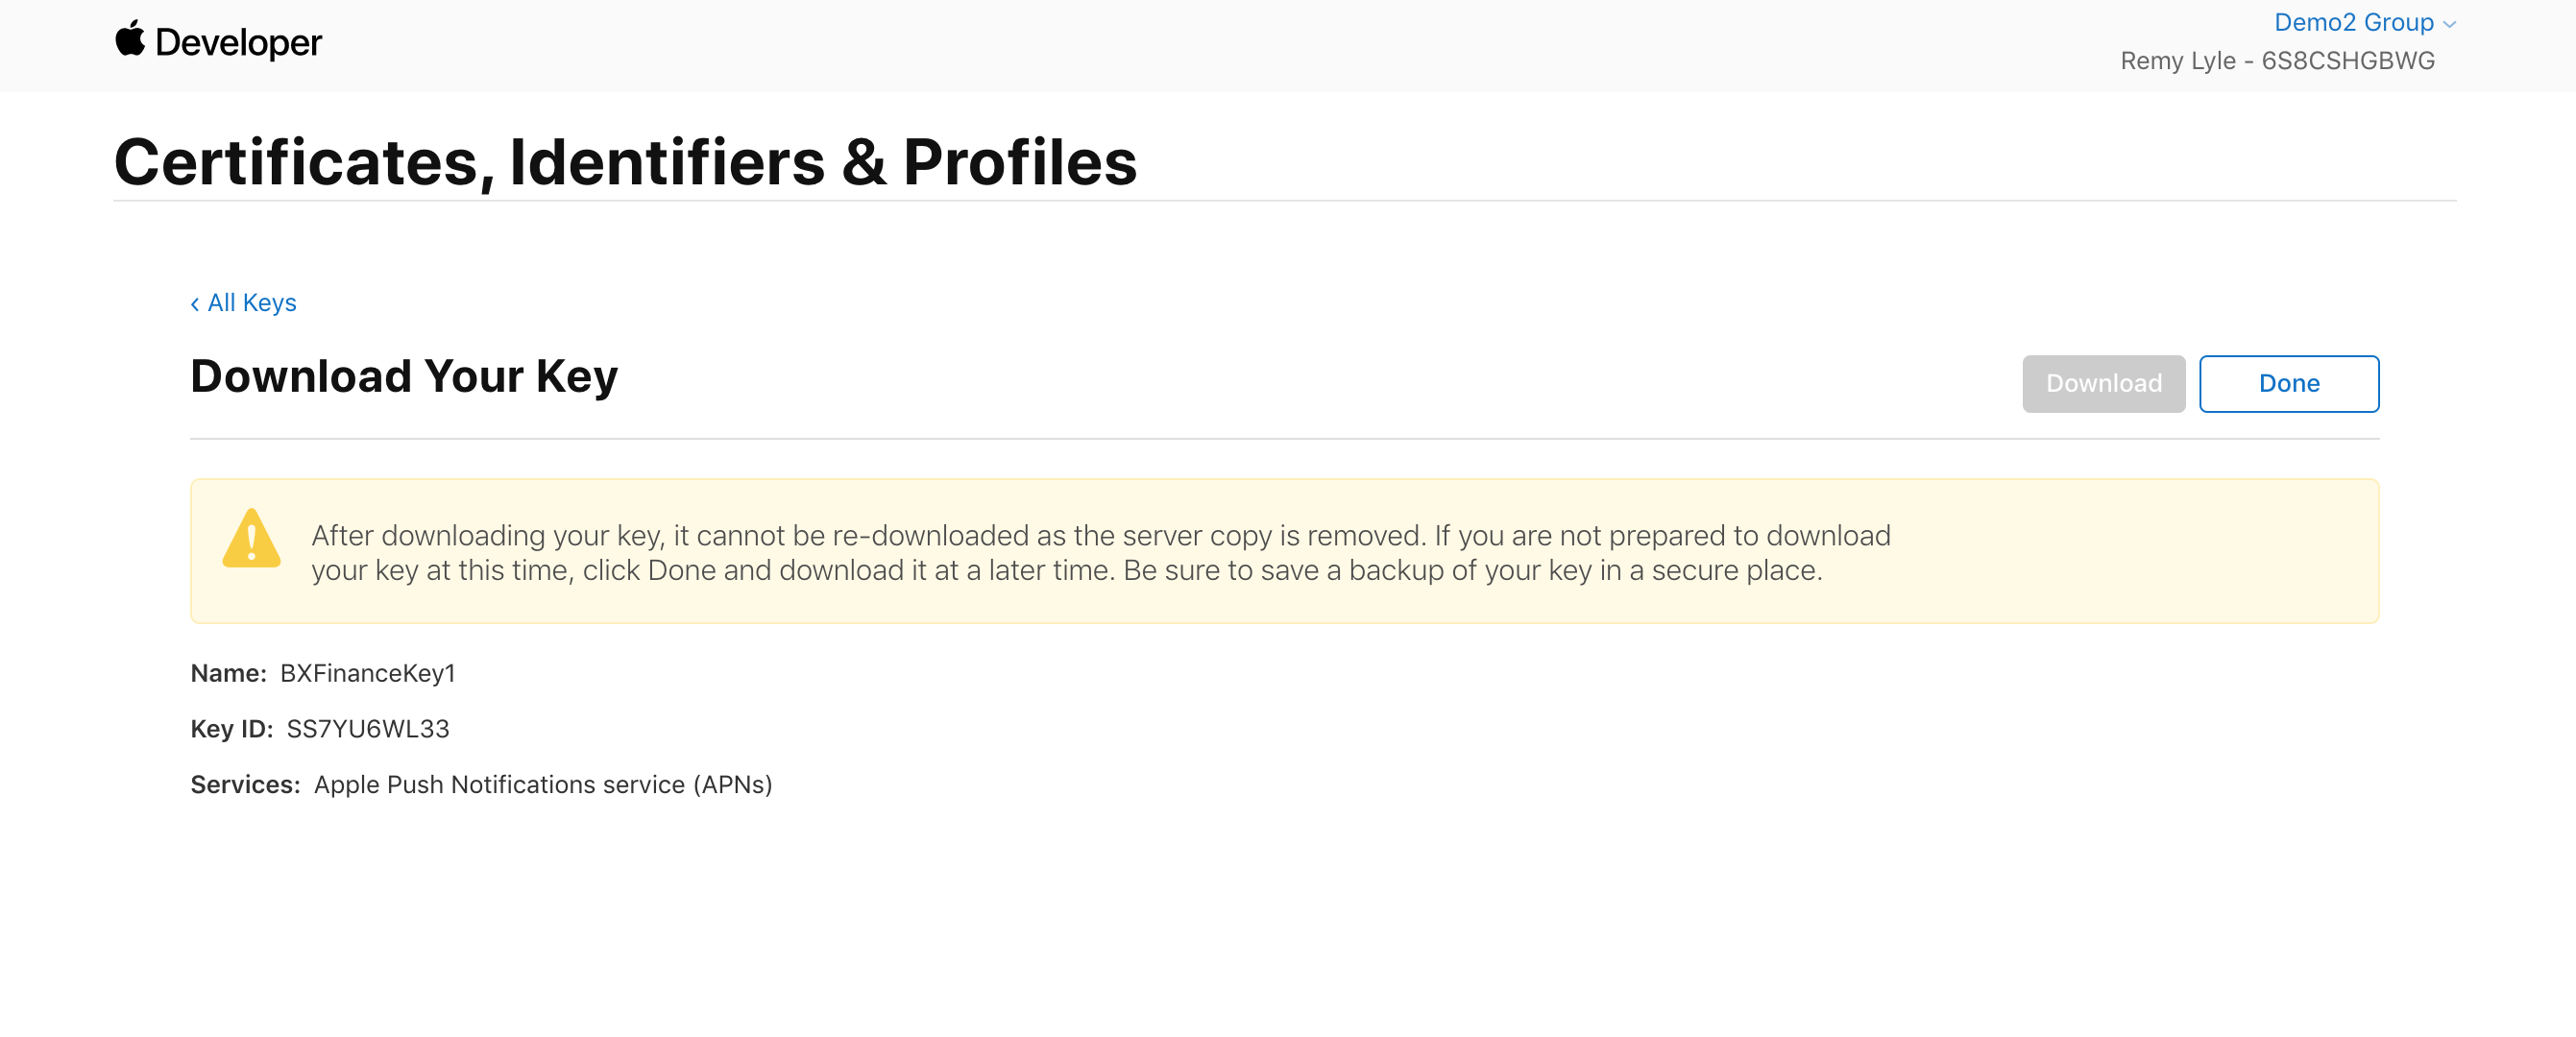 Developer
Demo2 Group
Remy Lyle - 6S8CSHGBWG
Certificates, Identifiers & Profiles
‹ All Keys
Download Your Key
Download
Done
After downloading your key, it cannot be re-downloaded as the server copy is removed. If you are not prepared to download
your key at this time, click Done and download it at a later time. Be sure to save a backup of your key in a secure place.
Name: BXFinanceKey1
Key ID: SS7YU6WL33
Services: Apple Push Notifications service (APNs)